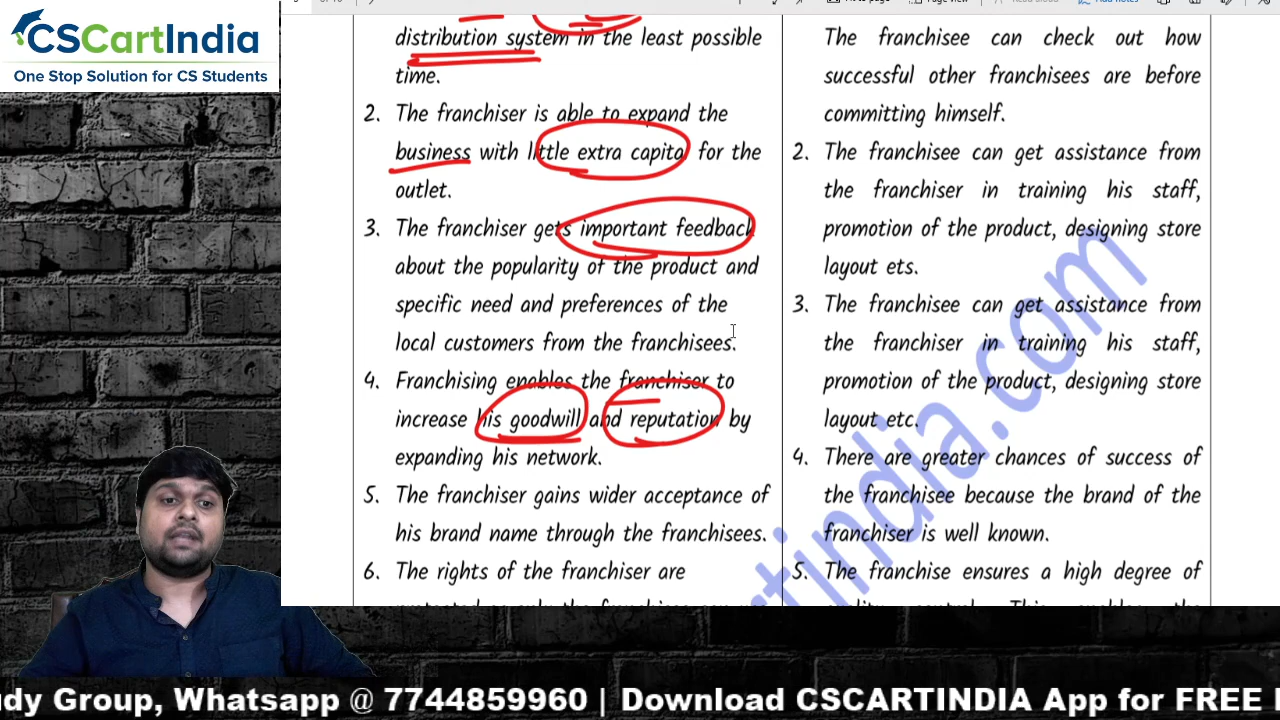 CSCartIndia
One Stop Solution for CS Students
distribution system in the least possible
time.
2. The franchiser is able to expand the
business with little extra capital for the
outlet.
3. The franchiser gets important feedback
about the popularity of the product and
specific need and preferences of the
local customers from the franchisees.
4. Franchising enables the franchiser to
increase his goodwill and reputation by
expanding his network.
5. The franchiser gains wider acceptance of
his brand name through the franchisees.
6. The rights of the franchiser are
The franchisee can check out how
successful other franchisees are before
committing himself.
2. The franchisee can get assistance from
the franchiser in training his staff,
promotion of the product, designing store
layout ets.
3. The franchisee can get assistance from
the franchiser in training his staff,
promotion of the product, designing store
layout etc.
4. There are greater chances of success of
the franchisee because the brand of the
franchiser is well known.
5. The franchise ensures a high degree of
udy Group, Whatsapp @ 7744859960 | Download CSCARTINDIA App for FREE